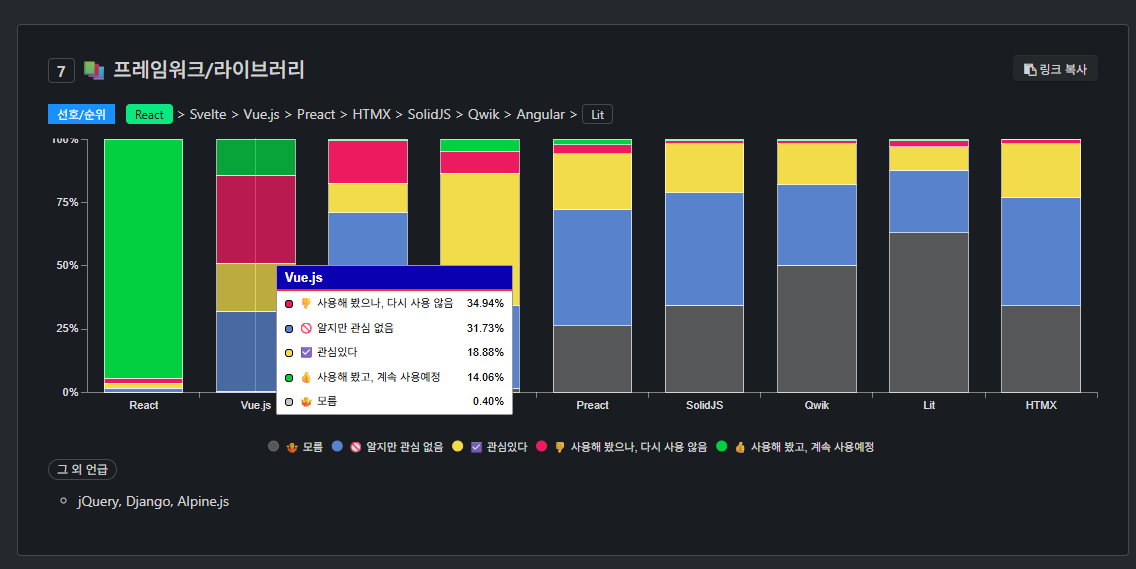 7 프레임워크/라이브러리
링크 복사
선호/순위 React > Svelte > Vue.js > Preact > HTMX > SolidJS > Qwik > Angular > Lit
100%
75%
50%
25%
0%
Vue.js
사용해 봤으나, 다시 사용 않음 34.94%
알지만 관심 없음 31.73%
관심있다 18.88%
사용해 봤고, 계속 사용예정 14.06%
모름 0.40%
React Vue.js Preact SolidJS Qwik Lit HTMX
모름 알지만 관심 없음 관심있다 사용해 봤으나, 다시 사용 않음 사용해 봤고, 계속 사용예정
그 외 언급
jQuery, Django, Alpine.js